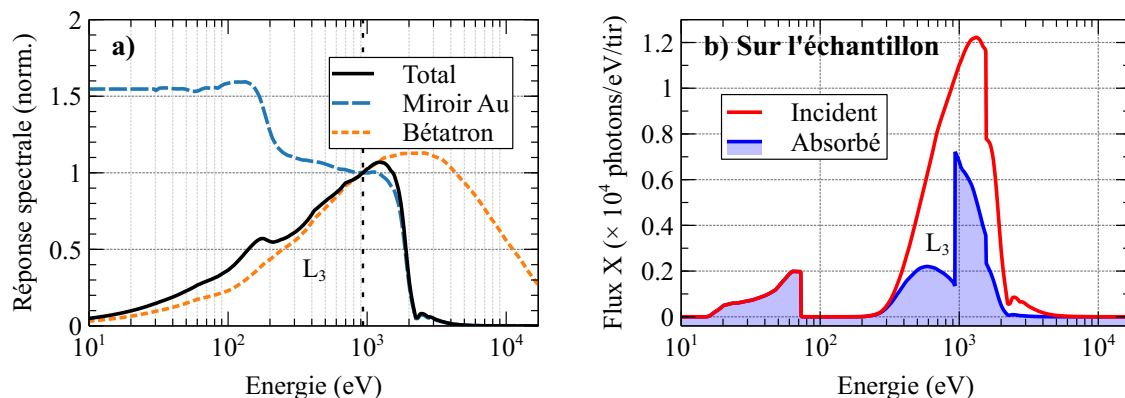 a)
Réponse spectrale (norm.)
2
1.5
1
0.5
0
Total
Miroir Au
Bétatron
L3
10^1 10^2 10^3 10^4
Energie (eV)
b) Sur l'échantillon
Flux X (× 10^4 photons/eV/tir)
1.2
1
0.8
0.6
0.4
0.2
0
Incident
Absorbé
L3
10^1 10^2 10^3 10^4
Energie (eV)